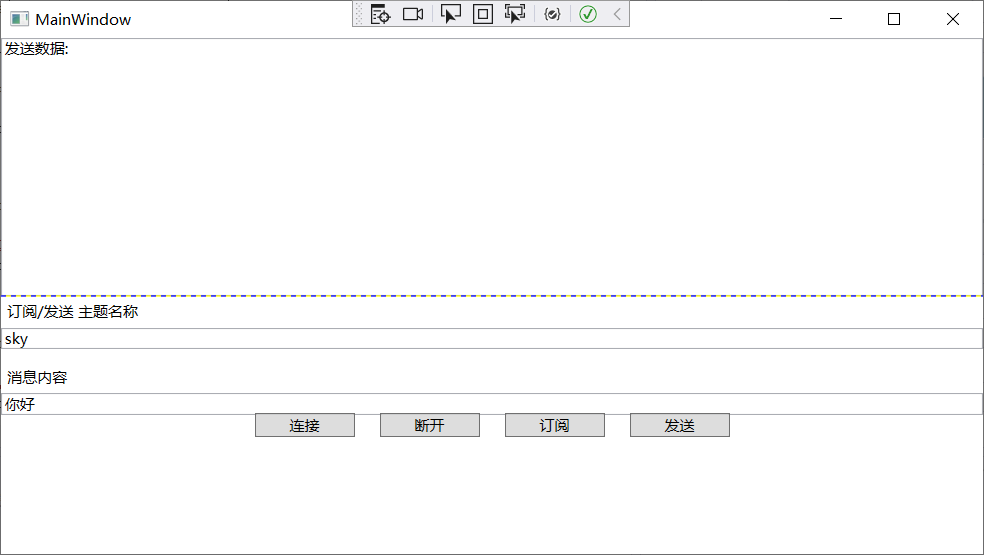 MainWindow
发送数据:
订阅/发送 主题名称
sky
消息内容
你好
连接 断开 订阅 发送